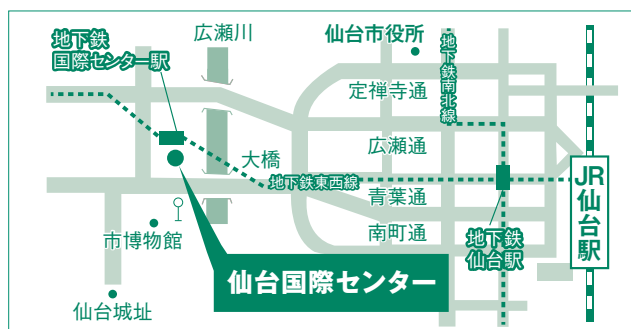 広瀬川
地下鉄
国際センター駅
仙台市役所
地下鉄南北線
定禅寺通
広瀬通
大橋
地下鉄東西線
青葉通
JR仙台駅
南町通
地下鉄
仙台駅
市博物館
仙台国際センター
仙台城址